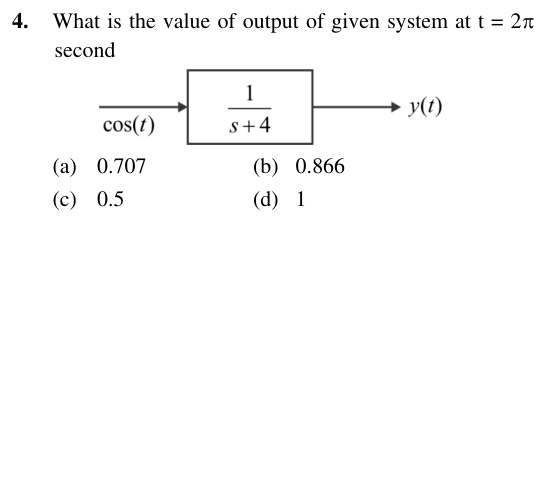 4. What is the value of output of given system at t = 2π
second
1
cos(t)
s+4
y(t)
(a) 0.707 (b) 0.866
(c) 0.5 (d) 1